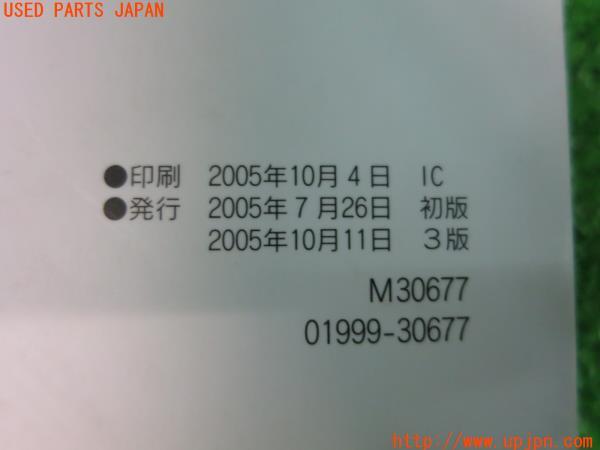 USED PARTS JAPAN
●印刷 2005年10月4日 IC
●発行 2005年7月26日 初版
2005年10月11日 3版
M30677
01999-30677
http://www.upjpn.com/